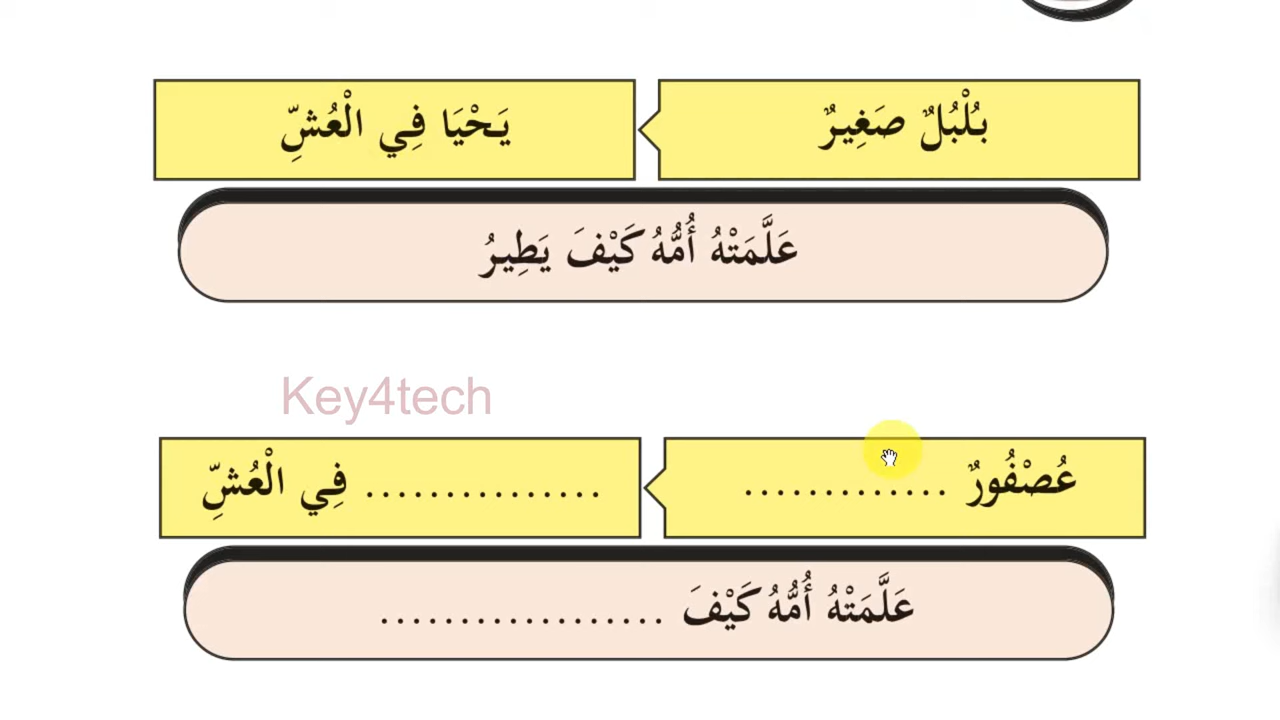 بُلْبُلٌ صَغِيرٌ
يَحْيَا فِي الْعُشِّ
عَلَّمَتْهُ أُمُّهُ كَيْفَ يَطِيرُ
Key4tech
عُصْفُورٌ .............
............... فِي الْعُشِّ
عَلَّمَتْهُ أُمُّهُ كَيْفَ ..................